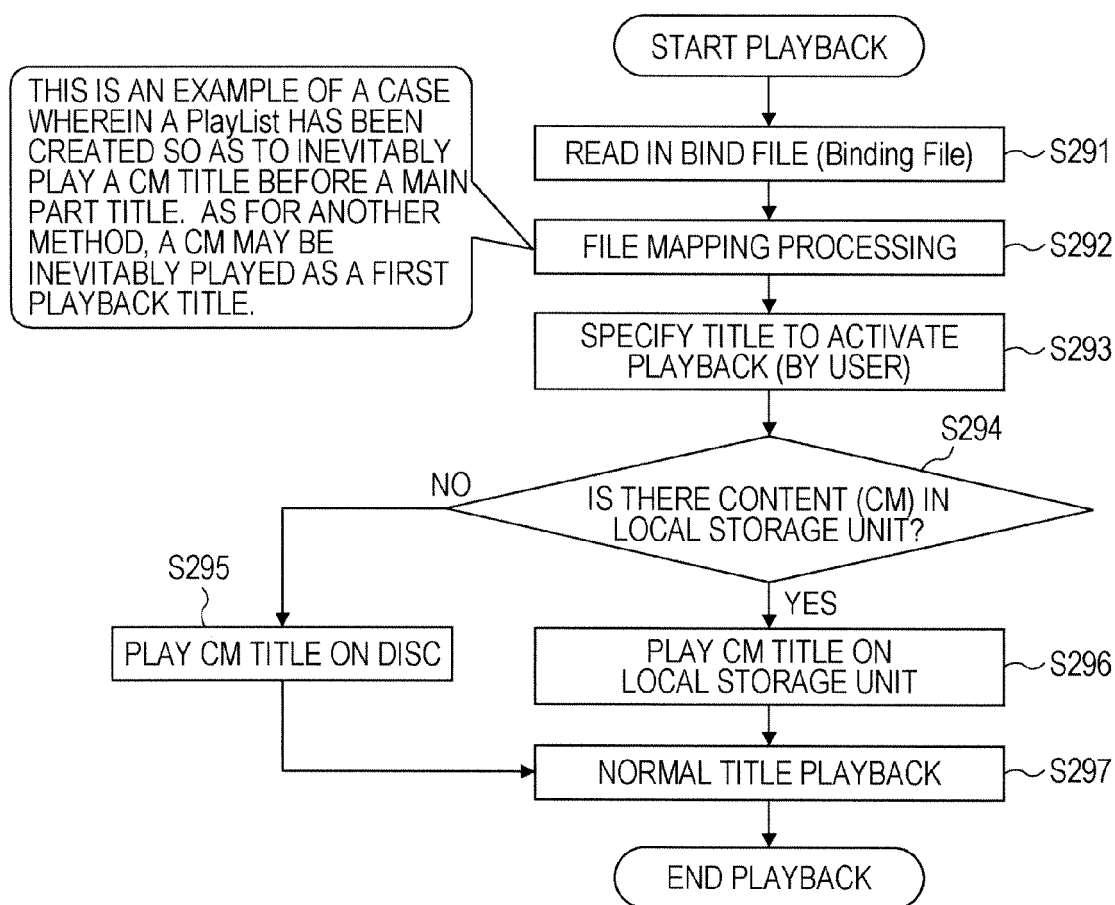 START PLAYBACK
THIS IS AN EXAMPLE OF A CASE
WHEREIN A PlayList HAS BEEN
CREATED SO AS TO INEVITABLY
PLAY A CM TITLE BEFORE A MAIN
PART TITLE. AS FOR ANOTHER
METHOD, A CM MAY BE
INEVITABLY PLAYED AS A FIRST
PLAYBACK TITLE.
READ IN BIND FILE (Binding File)
S291
FILE MAPPING PROCESSING
S292
SPECIFY TITLE TO ACTIVATE
PLAYBACK (BY USER)
S293
S294
NO
IS THERE CONTENT (CM) IN
LOCAL STORAGE UNIT?
S295
YES
PLAY CM TITLE ON DISC
PLAY CM TITLE ON
LOCAL STORAGE UNIT
S296
NORMAL TITLE PLAYBACK
S297
END PLAYBACK